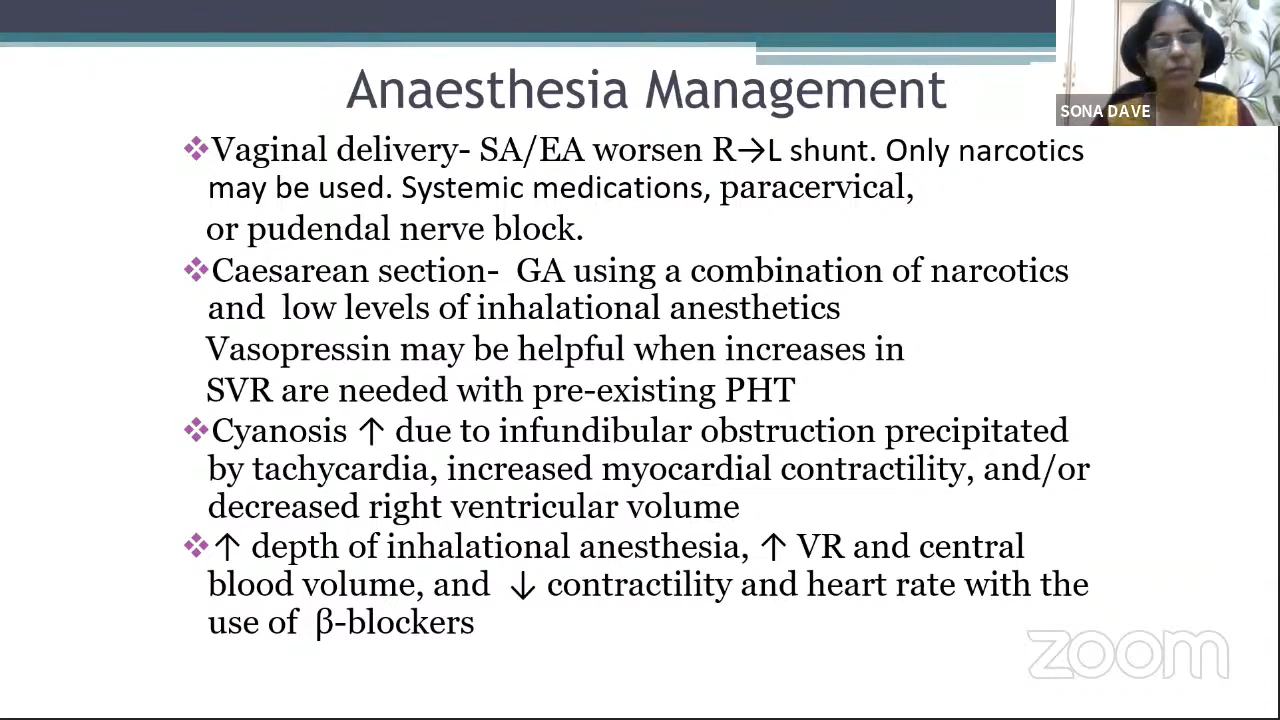 Anaesthesia Management
SONA DAVE
❖Vaginal delivery- SA/EA worsen R→L shunt. Only narcotics
may be used. Systemic medications, paracervical,
or pudendal nerve block.
❖Caesarean section- GA using a combination of narcotics
and low levels of inhalational anesthetics
Vasopressin may be helpful when increases in
SVR are needed with pre-existing PHT
❖Cyanosis ↑ due to infundibular obstruction precipitated
by tachycardia, increased myocardial contractility, and/or
decreased right ventricular volume
❖↑ depth of inhalational anesthesia, ↑ VR and central
blood volume, and ↓ contractility and heart rate with the
use of β-blockers
zoom